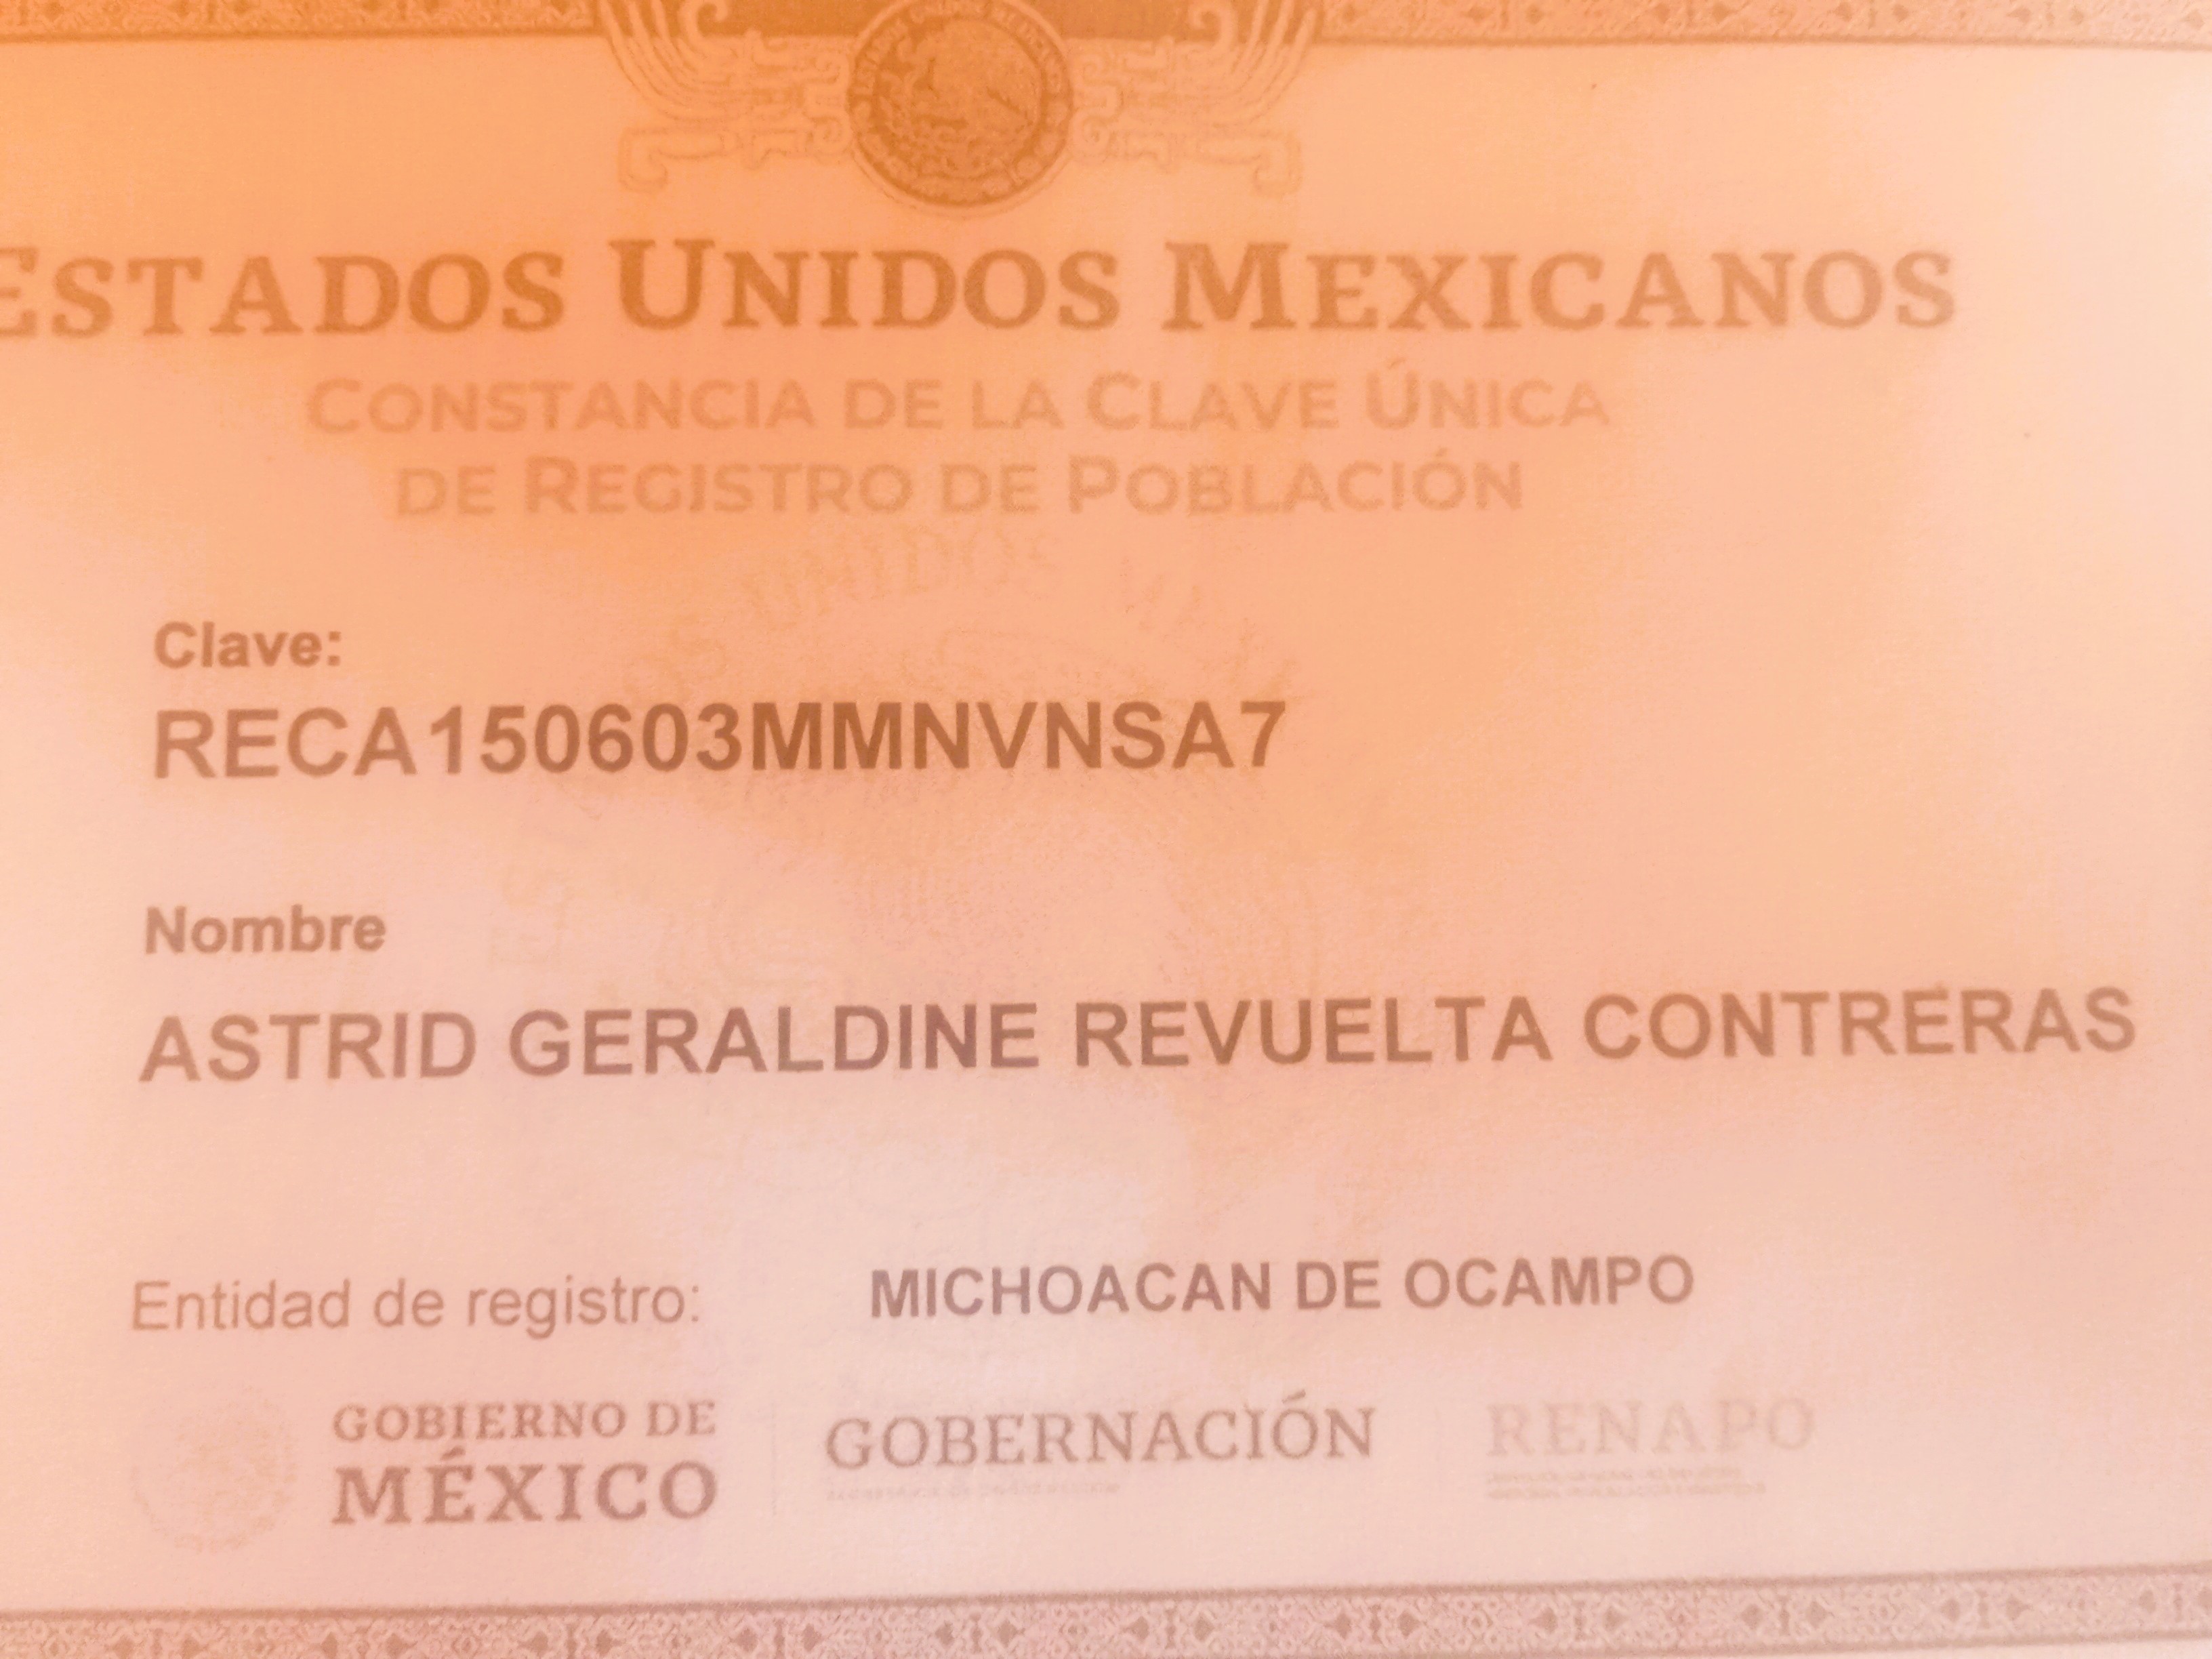 ESTADOS UNIDOS MEXICANOS
CONSTANCIA DE LA CLAVE ÚNICA
DE REGISTRO DE POBLACIÓN
Clave:
RECA150603MMNVNSA7
Nombre
ASTRID GERALDINE REVUELTA CONTRERAS
Entidad de registro: MICHOACAN DE OCAMPO
GOBIERNO DE
MÉXICO
GOBERNACIÓN
RENAPO